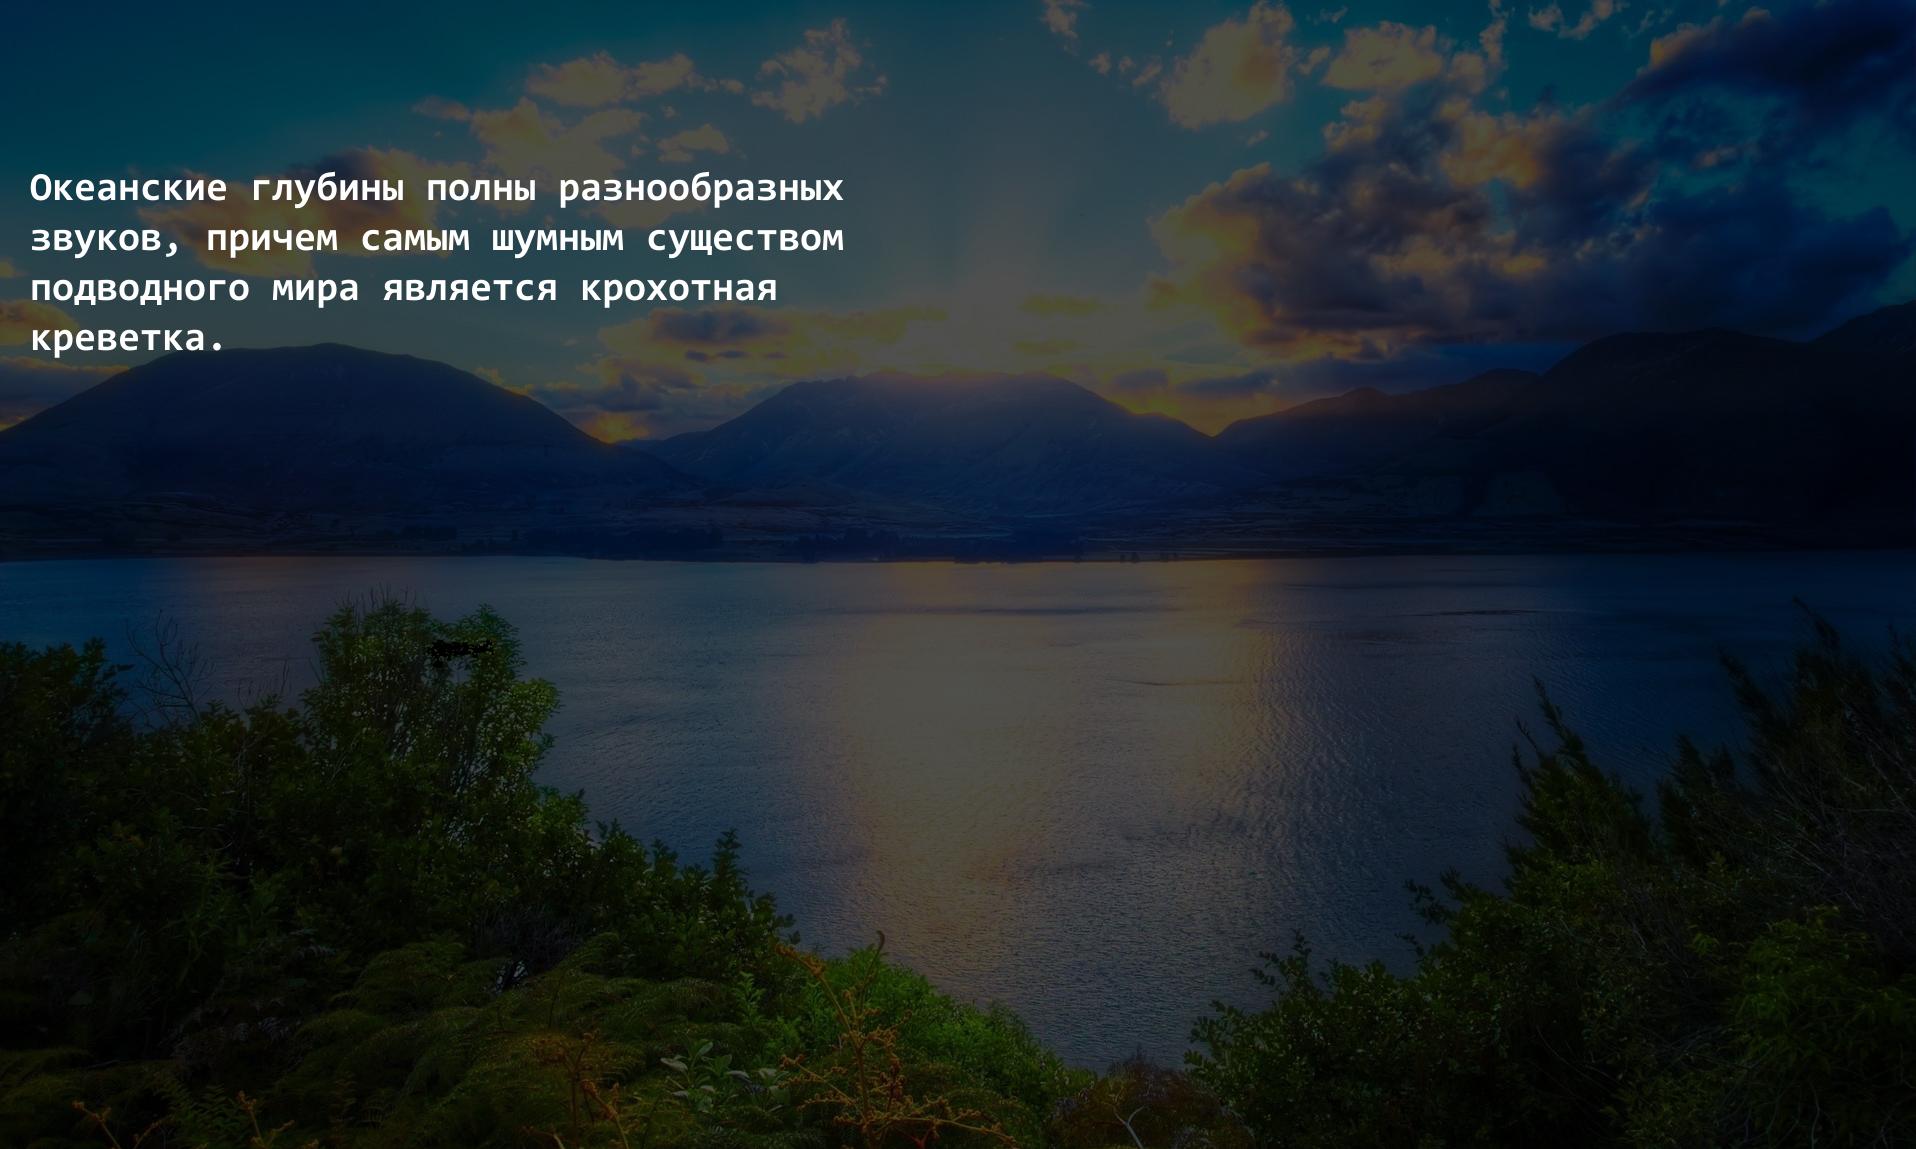 Океанские глубины полны разнообразных
звуков, причем самым шумным существом
подводного мира является крохотная
креветка.